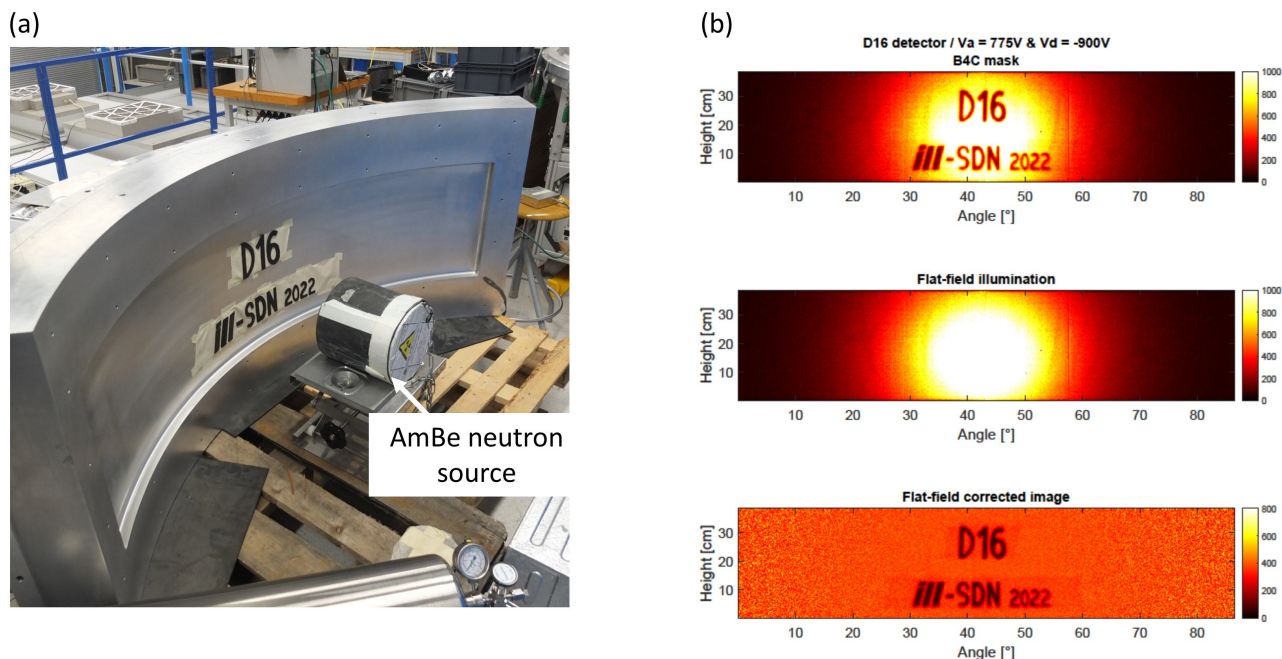 (a)
D16
ill-SDN 2022
AmBe neutron
source
(b)
D16 detector / Va = 775V & Vd = -900V
B4C mask
Height [cm]
30
20
10
D16
ill-SDN 2022
10 20 30 40 50 60 70 80
Angle [°]
1000
800
600
400
200
0
Flat-field illumination
Height [cm]
30
20
10
10 20 30 40 50 60 70 80
Angle [°]
1000
800
600
400
200
0
Flat-field corrected image
Height [cm]
30
20
10
D16
ill-SDN 2022
10 20 30 40 50 60 70 80
Angle [°]
800
600
400
200
0